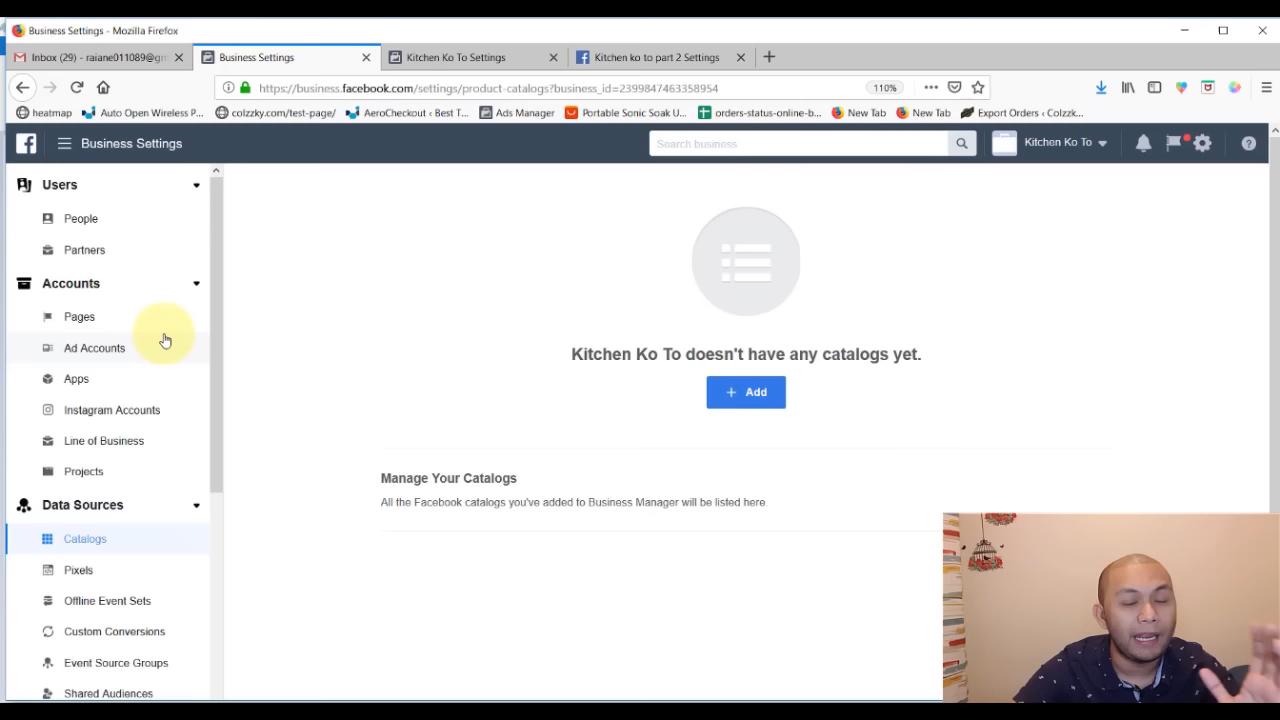 Business Settings - Mozilla Firefox
Inbox (29) - raiane011089@gm
Business Settings
Kitchen Ko To Settings
Kitchen ko to part 2 Settings
https://business.facebook.com/settings/product-catalogs?business_id=2399847463358954
110%
heatmap
Auto Open Wireless P...
colzzky.com/test-page/
AeroCheckout ‹ Best T...
Ads Manager
Portable Sonic Soak U...
orders-status-online-b...
New Tab
New Tab
Export Orders ‹ Colzzk...
Business Settings
Search business
Kitchen Ko To
Users
People
Partners
Accounts
Pages
Ad Accounts
Apps
Instagram Accounts
Line of Business
Projects
Data Sources
Catalogs
Pixels
Offline Event Sets
Custom Conversions
Event Source Groups
Shared Audiences
Kitchen Ko To doesn't have any catalogs yet.
+ Add
Manage Your Catalogs
All the Facebook catalogs you've added to Business Manager will be listed here.